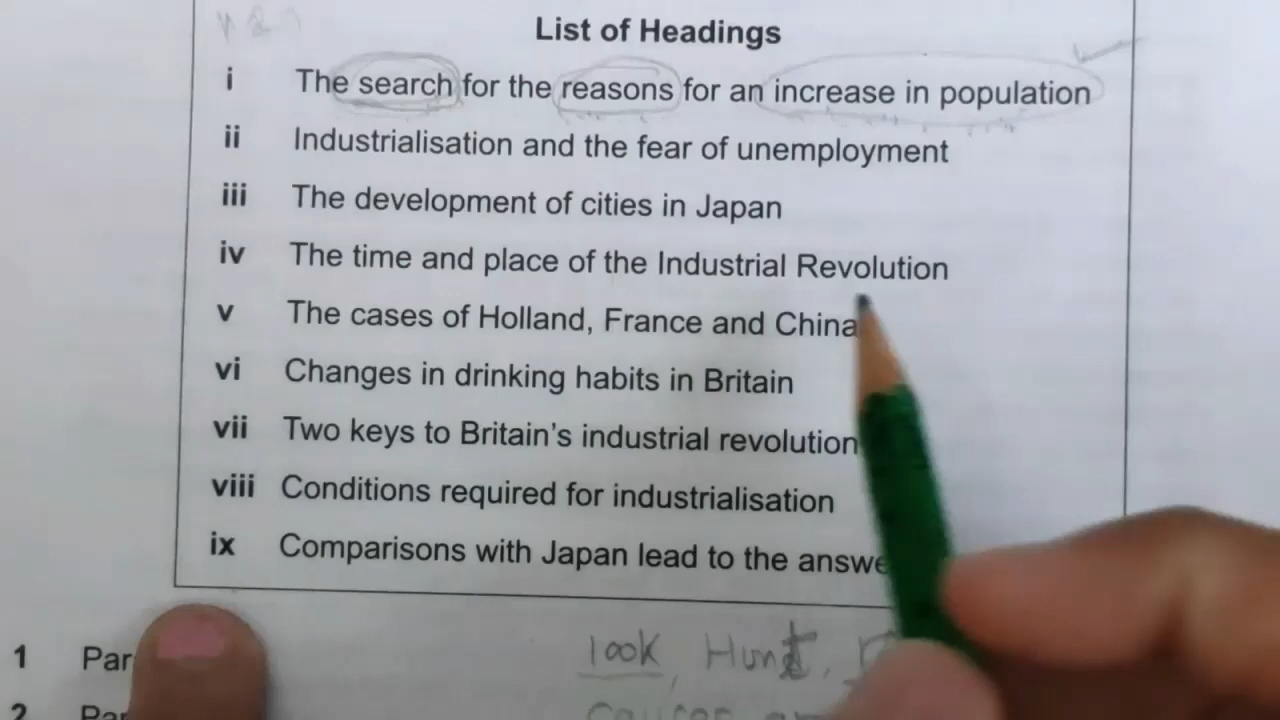 List of Headings
i The search for the reasons for an increase in population
ii Industrialisation and the fear of unemployment
iii The development of cities in Japan
iv The time and place of the Industrial Revolution
v The cases of Holland, France and China
vi Changes in drinking habits in Britain
vii Two keys to Britain's industrial revolution
viii Conditions required for industrialisation
ix Comparisons with Japan lead to the answe
1 Par look, Hunt,
2 Par